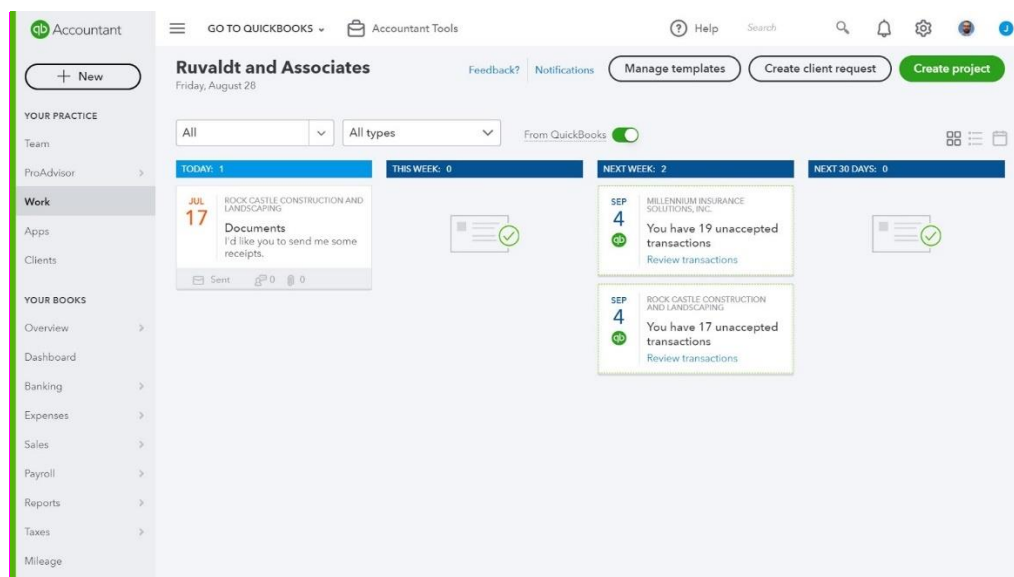 qb Accountant
GO TO QUICKBOOKS
Accountant Tools
Help
Search
J
+ New
Ruvaldt and Associates
Friday, August 28
Feedback?
Notifications
Manage templates
Create client request
Create project
YOUR PRACTICE
Team
ProAdvisor
Work
Apps
Clients
YOUR BOOKS
Overview
Dashboard
Banking
Expenses
Sales
Payroll
Reports
Taxes
Mileage
All
All types
From QuickBooks
TODAY: 1
JUL
17
ROCK CASTLE CONSTRUCTION AND
LANDSCAPING
Documents
I'd like you to send me some
receipts.
Sent
0
0
THIS WEEK: 0
NEXT WEEK: 2
SEP
4
qb
MILLENNIUM INSURANCE
SOLUTIONS, INC.
You have 19 unaccepted
transactions
Review transactions
SEP
4
qb
ROCK CASTLE CONSTRUCTION
AND LANDSCAPING
You have 17 unaccepted
transactions
Review transactions
NEXT 30 DAYS: 0